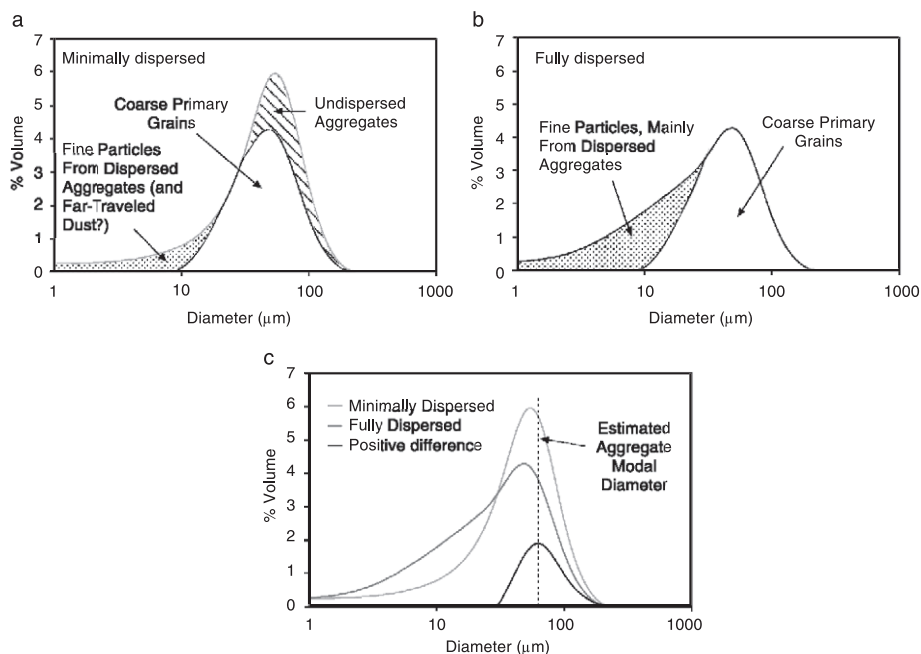 a
7
6
5
4
3
2
1
0
% Volume
Minimally dispersed
Coarse Primary
Grains
Undispersed
Aggregates
Fine Particles
From Dispersed
Aggregates (and
Far-Traveled
Dust?)
1
10
100
1000
Diameter (μm)
b
7
6
5
4
3
2
1
0
% Volume
Fully dispersed
Fine Particles, Mainly
From Dispersed
Aggregates
Coarse Primary
Grains
1
10
100
1000
Diameter (μm)
c
7
6
5
4
3
2
1
0
% Volume
Minimally Dispersed
Fully Dispersed
Positive difference
Estimated
Aggregate
Modal
Diameter
1
10
100
1000
Diameter (μm)